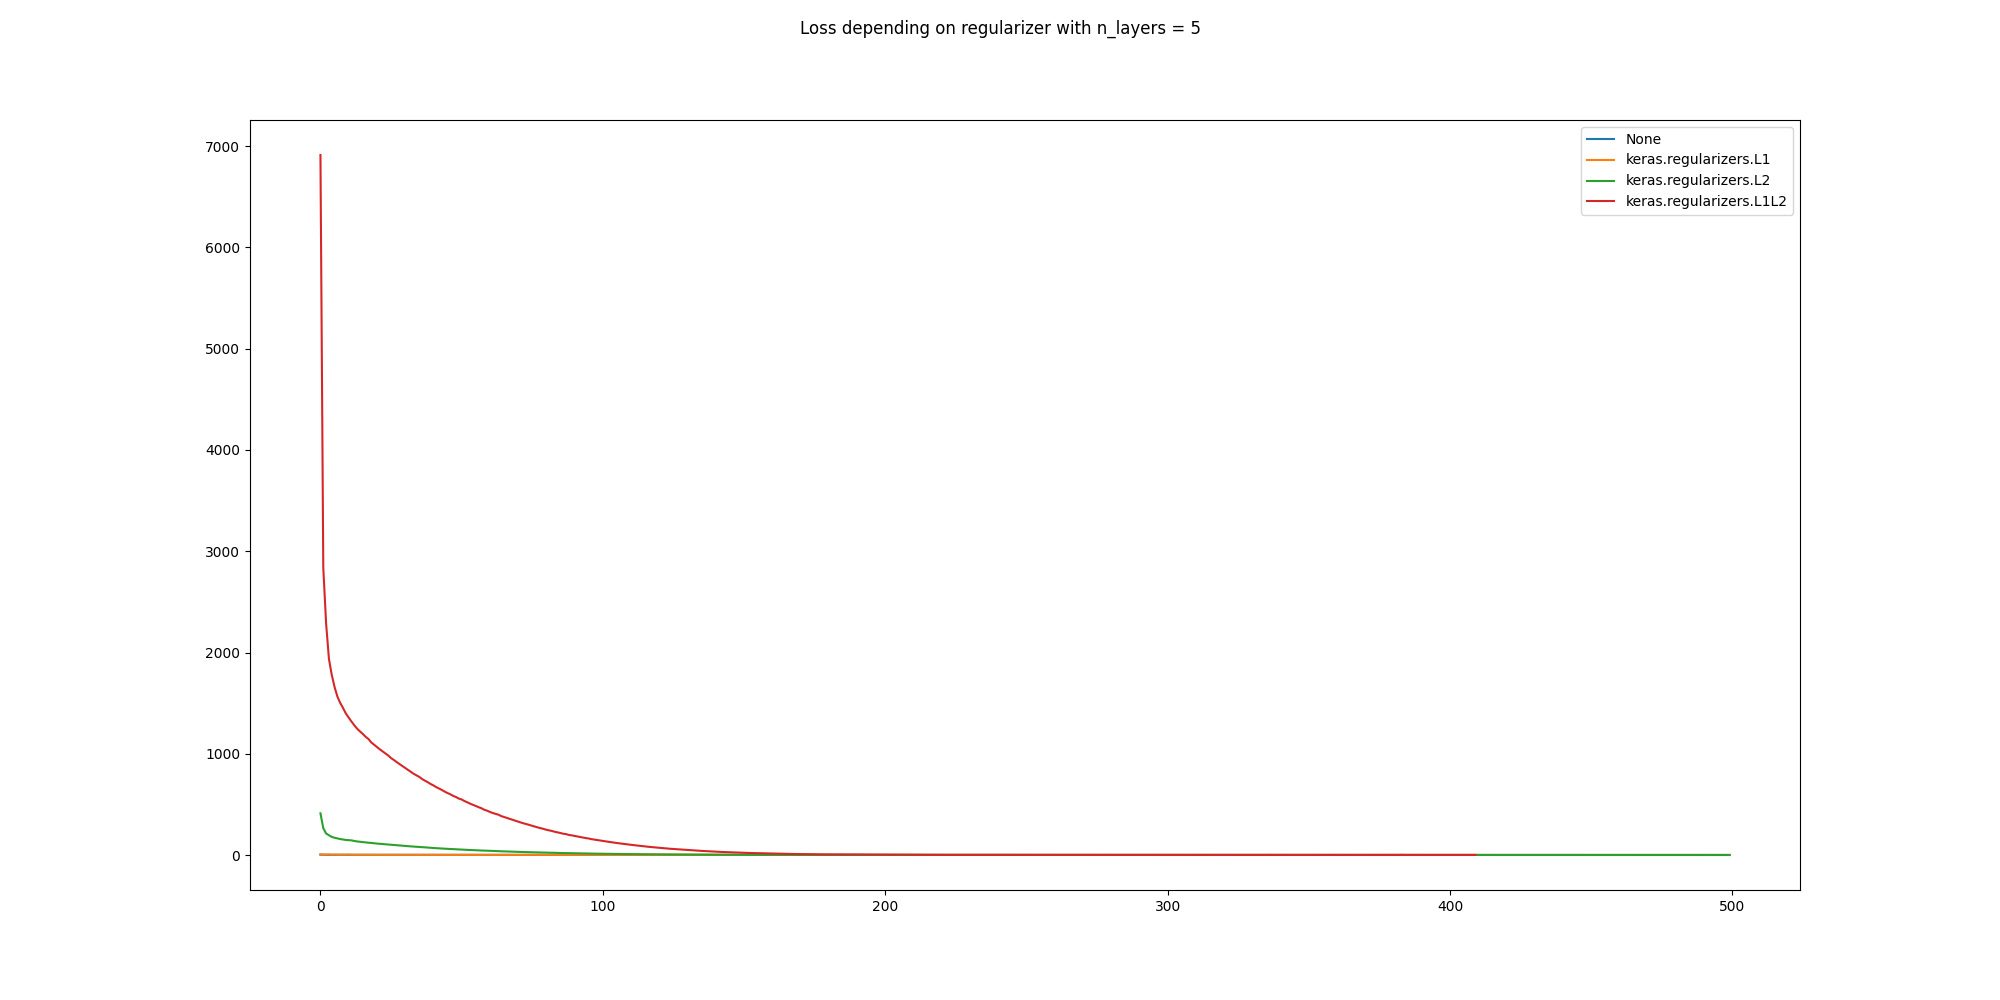 Loss depending on regularizer with n_layers = 5
None
keras.regularizers.L1
keras.regularizers.L2
keras.regularizers.L1L2
7000
6000
5000
4000
3000
2000
1000
0
0 100 200 300 400 500